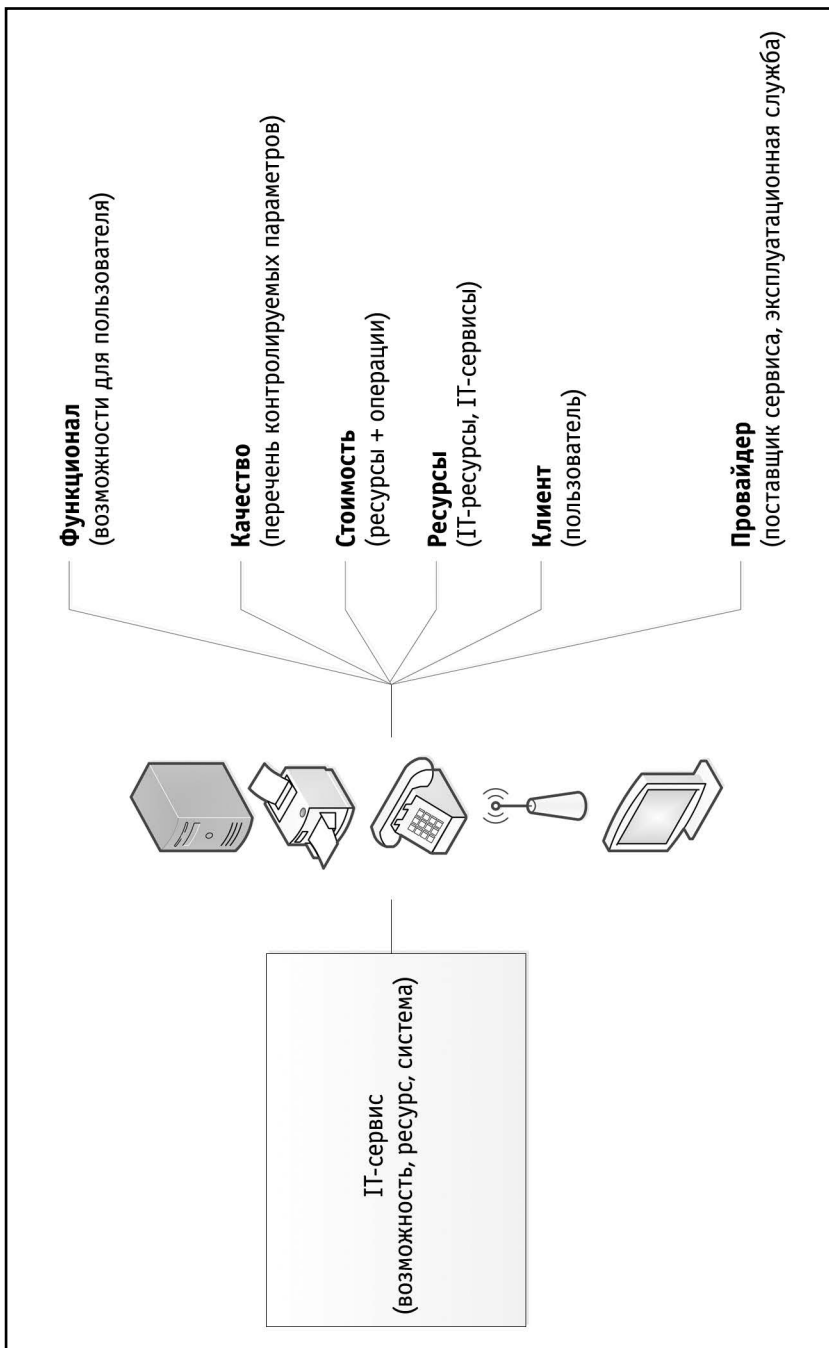 IT-сервис
(возможность, ресурс, система)
Функционал
(возможности для пользователя)
Качество
(перечень контролируемых параметров)
Стоимость
(ресурсы + операции)
Ресурсы
(IT-ресурсы, IT-сервисы)
Клиент
(пользователь)
Провайдер
(поставщик сервиса, эксплуатационная служба)